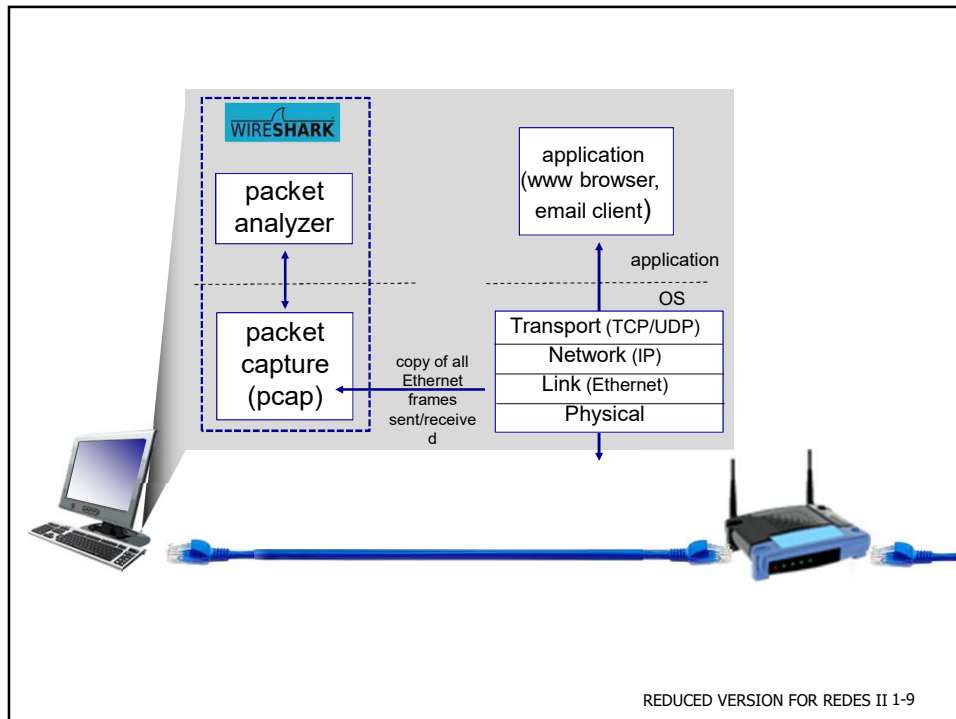 WIRESHARK
packet
analyzer
packet
capture
(pcap)
copy of all
Ethernet
frames
sent/receive
d
application
(www browser,
email client)
application
OS
Transport (TCP/UDP)
Network (IP)
Link (Ethernet)
Physical
REDUCED VERSION FOR REDES II 1-9